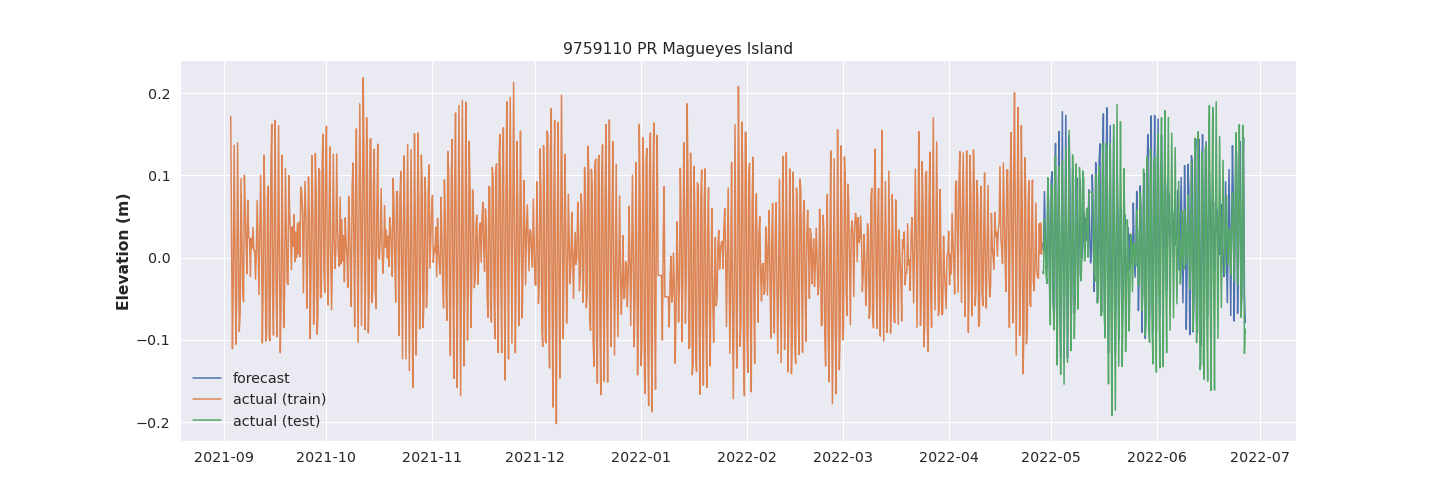 9759110 PR Magueyes Island
Elevation (m)
0.2
0.1
0.0
−0.1
−0.2
forecast
actual (train)
actual (test)
2021-09 2021-10 2021-11 2021-12 2022-01 2022-02 2022-03 2022-04 2022-05 2022-06 2022-07